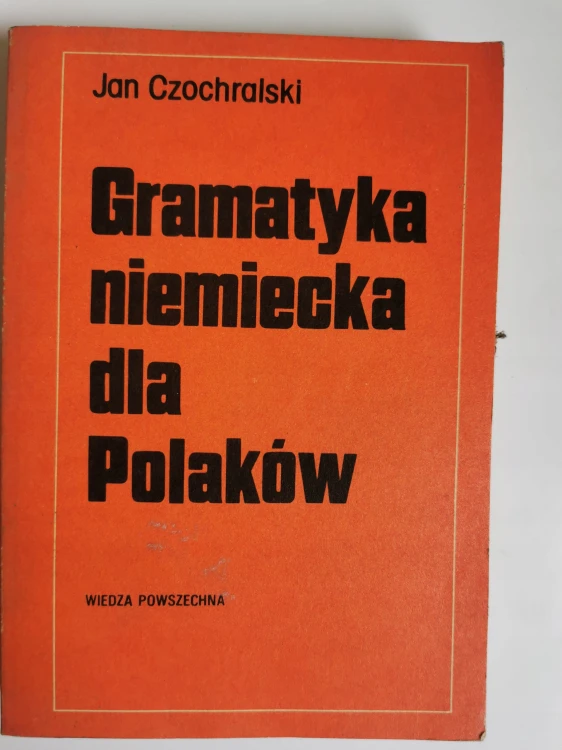 Jan Czochralski
Gramatyka
niemiecka
dla
Polaków
WIEDZA POWSZECHNA